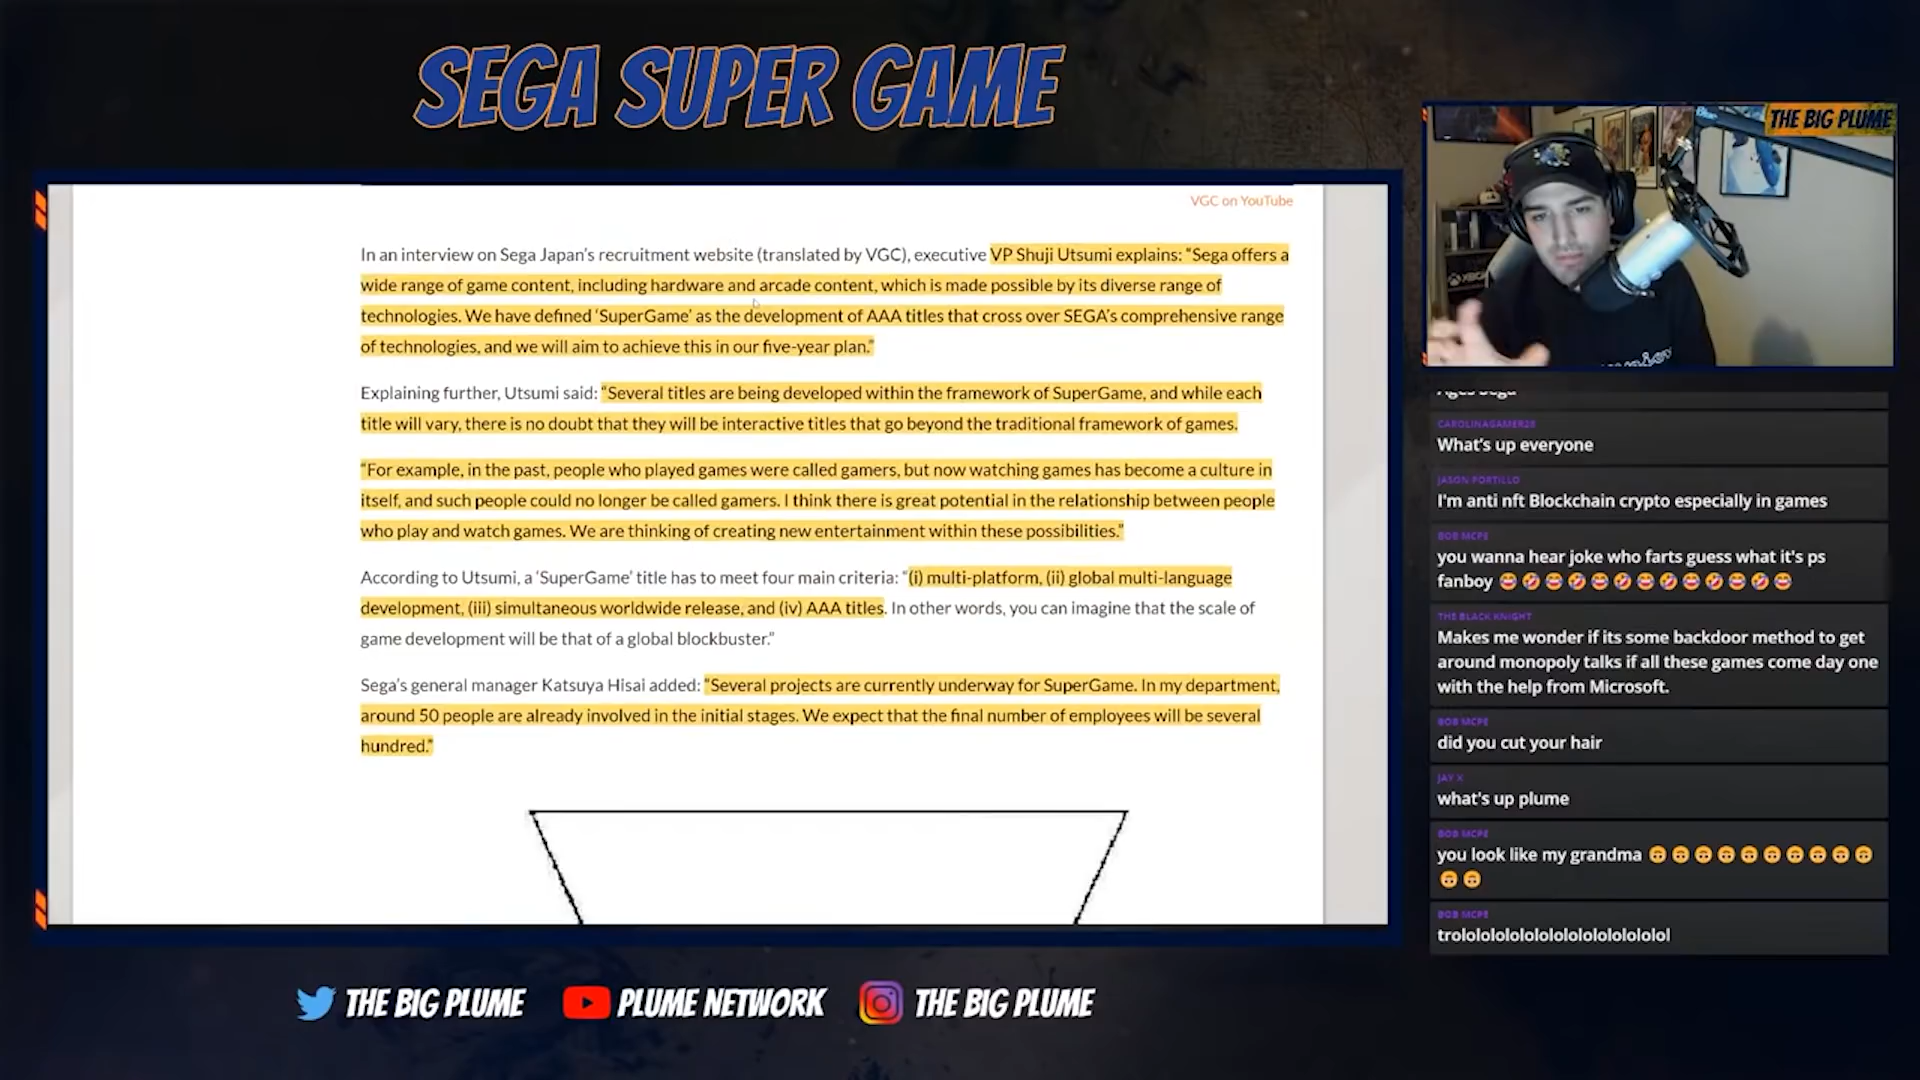 SEGA SUPER GAME
THE BIG PLUME
VGC on YouTube
In an interview on Sega Japan's recruitment website (translated by VGC), executive VP Shuji Utsumi explains: “Sega offers a
wide range of game content, including hardware and arcade content, which is made possible by its diverse range of
technologies. We have defined ‘SuperGame’ as the development of AAA titles that cross over SEGA's comprehensive range
of technologies, and we will aim to achieve this in our five-year plan.”
Explaining further, Utsumi said: “Several titles are being developed within the framework of SuperGame, and while each
title will vary, there is no doubt that they will be interactive titles that go beyond the traditional framework of games.
“For example, in the past, people who played games were called gamers, but now watching games has become a culture in
itself, and such people could no longer be called gamers. I think there is great potential in the relationship between people
who play and watch games. We are thinking of creating new entertainment within these possibilities.”
According to Utsumi, a ‘SuperGame’ title has to meet four main criteria: “(i) multi-platform, (ii) global multi-language
development, (iii) simultaneous worldwide release, and (iv) AAA titles. In other words, you can imagine that the scale of
game development will be that of a global blockbuster.”
Sega's general manager Katsuya Hisai added: “Several projects are currently underway for SuperGame. In my department,
around 50 people are already involved in the initial stages. We expect that the final number of employees will be several
hundred.”
CAROLINAGAMER28
What's up everyone
JASON PORTILLO
I'm anti nft Blockchain crypto especially in games
BOB MCPE
you wanna hear joke who farts guess what it's ps
fanboy 😂🤣😂🤣😂🤣😂🤣😂🤣😂🤣😂
THE BLACK KNIGHT
Makes me wonder if its some backdoor method to get
around monopoly talks if all these games come day one
with the help from Microsoft.
BOB MCPE
did you cut your hair
JAY X
what's up plume
BOB MCPE
you look like my grandma 🙃🙃🙃🙃🙃🙃🙃🙃🙃🙃
🙃🙃
BOB MCPE
trolololololololololololololol
THE BIG PLUME
PLUME NETWORK
THE BIG PLUME